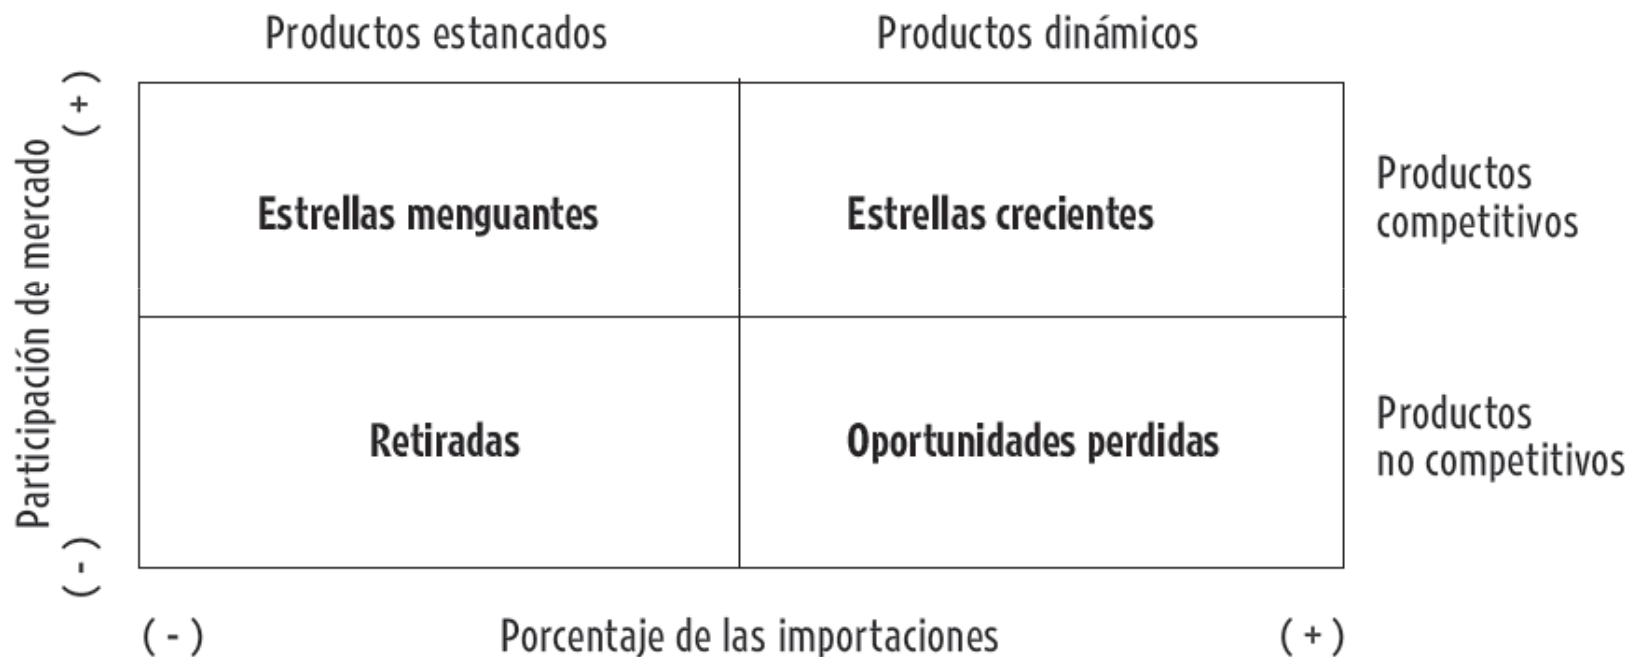 Productos estancados
Productos dinámicos
Participación de mercado
( + )
( - )
Estrellas menguantes
Estrellas crecientes
Productos
competitivos
Retiradas
Oportunidades perdidas
Productos
no competitivos
( - )
Porcentaje de las importaciones
( + )